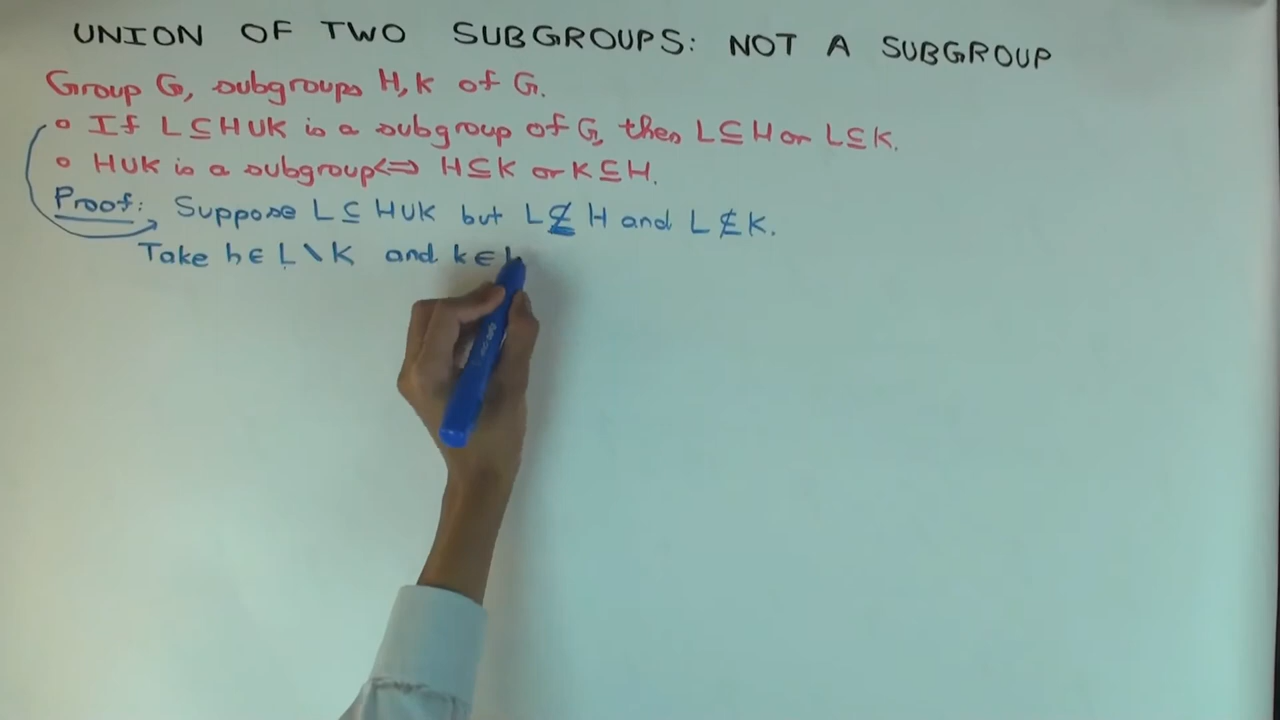 UNION OF TWO SUBGROUPS: NOT A SUBGROUP
Group G, subgroups H, K of G.
• If L ⊆ H∪K is a subgroup of G, then L ⊆ H or L ⊆ K.
• H∪K is a subgroup ⟺ H ⊆ K or K ⊆ H.
Proof: Suppose L ⊆ H∪K but L ⊈ H and L ⊈ K.
Take h ∈ L \ K and k ∈